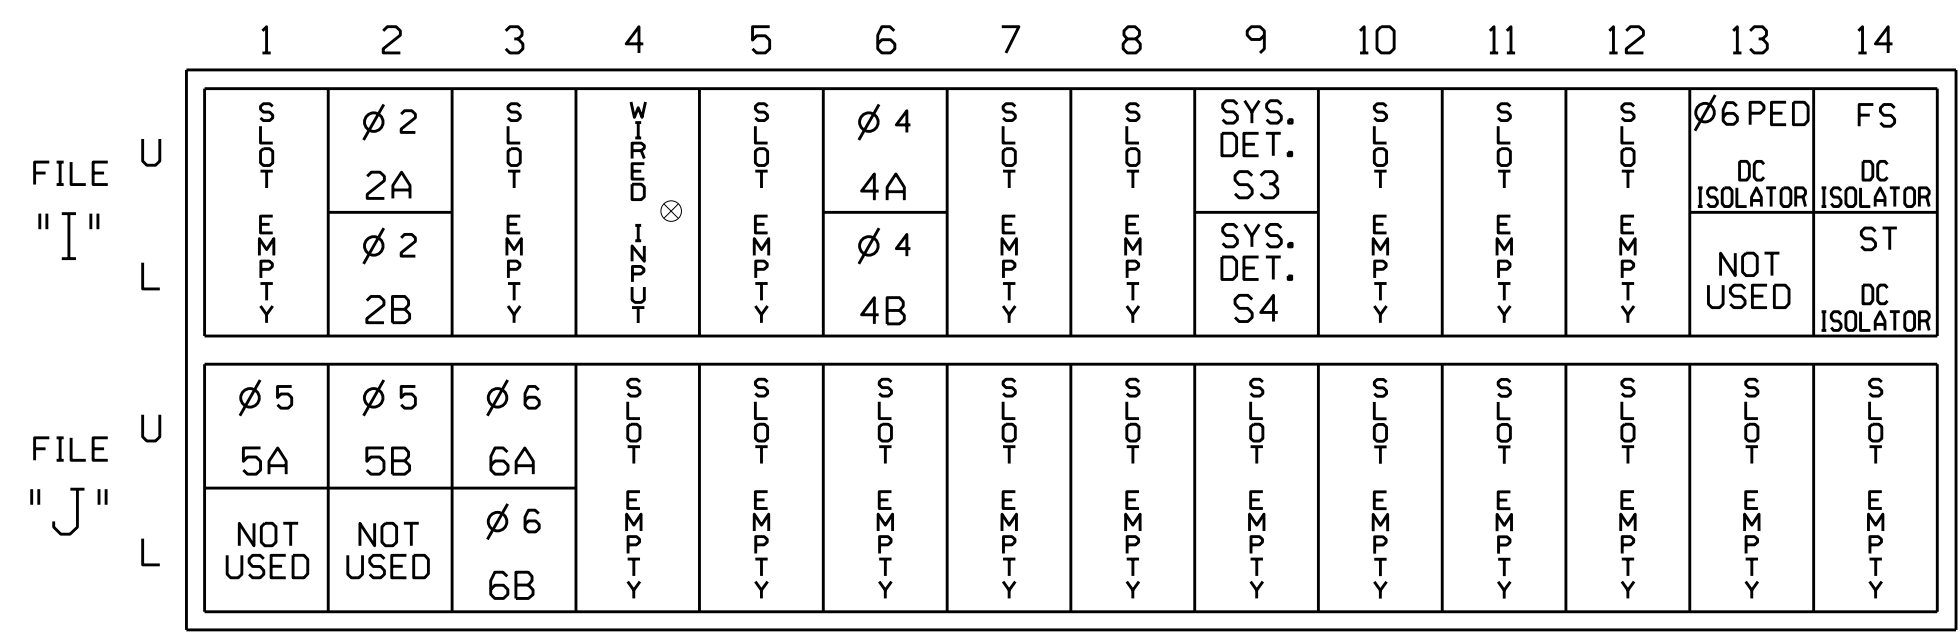 1 2 3 4 5 6 7 8 9 10 11 12 13 14
FILE
"I"
U
L
SLOT EMPTY
Ø 2
2A
Ø 2
2B
SLOT EMPTY
WIRED INPUT
SLOT EMPTY
Ø 4
4A
Ø 4
4B
SLOT EMPTY
SLOT EMPTY
SYS.
DET.
S3
SYS.
DET.
S4
SLOT EMPTY
SLOT EMPTY
SLOT EMPTY
Ø6 PED
DC
ISOLATOR
NOT
USED
FS
DC
ISOLATOR
ST
DC
ISOLATOR
FILE
"J"
U
L
Ø 5
5A
NOT
USED
Ø 5
5B
NOT
USED
Ø 6
6A
Ø 6
6B
SLOT EMPTY
SLOT EMPTY
SLOT EMPTY
SLOT EMPTY
SLOT EMPTY
SLOT EMPTY
SLOT EMPTY
SLOT EMPTY
SLOT EMPTY
SLOT EMPTY
SLOT EMPTY